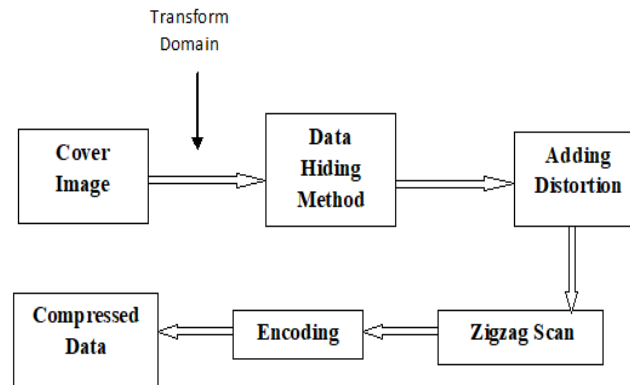 Transform
Domain
Cover
Image
Data
Hiding
Method
Adding
Distortion
Compressed
Data
Encoding
Zigzag Scan